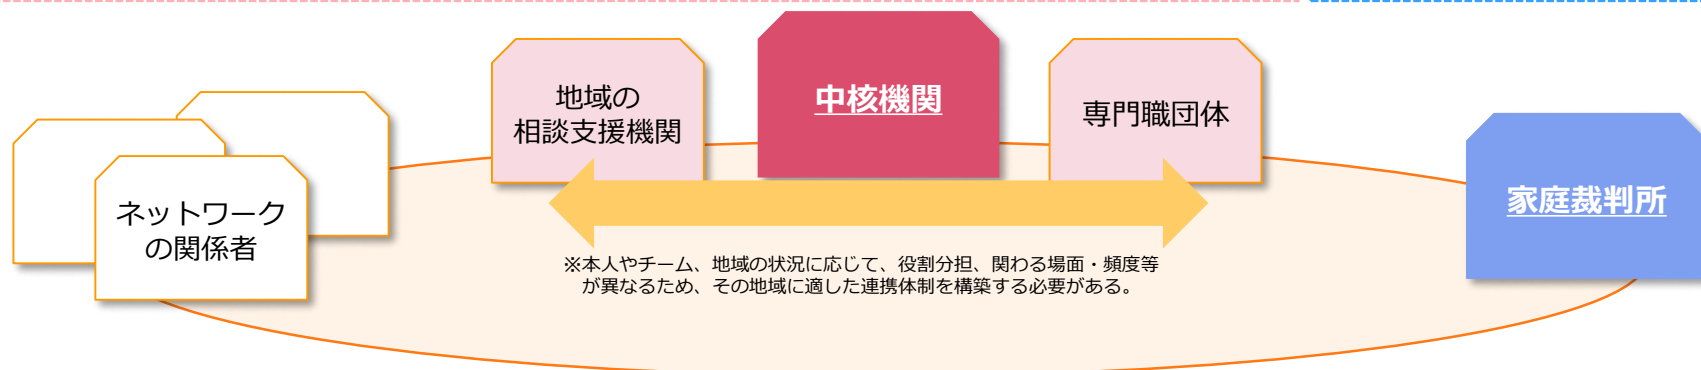 中核機関
地域の
相談支援機関
専門職団体
家庭裁判所
ネットワーク
の関係者
※本人やチーム、地域の状況に応じて、役割分担、関わる場面・頻度等
が異なるため、その地域に適した連携体制を構築する必要がある。